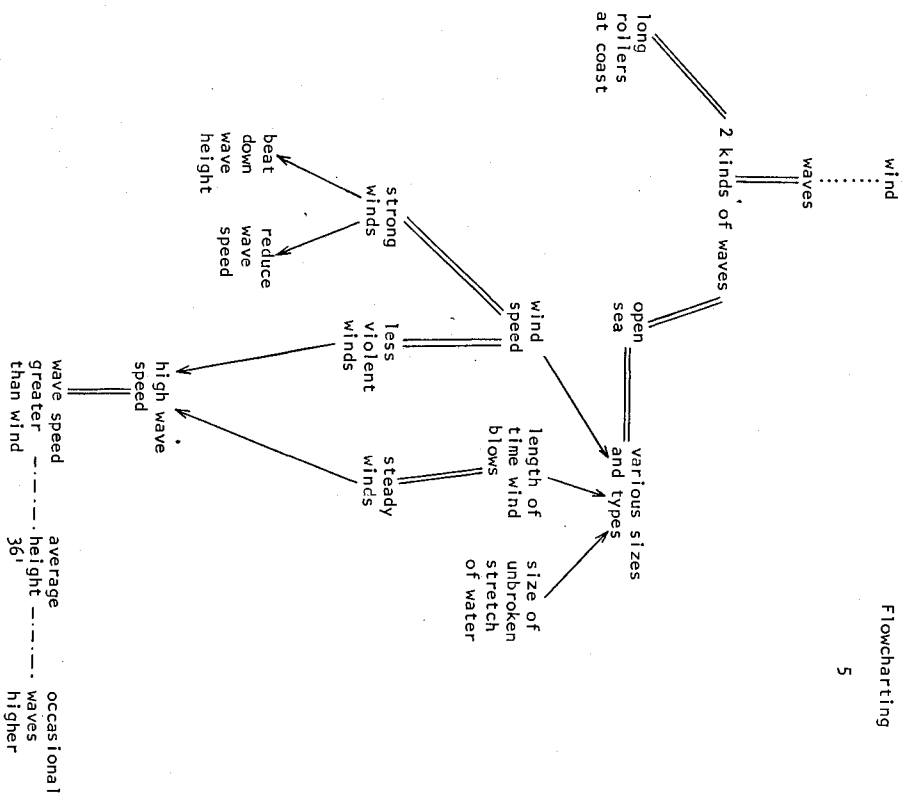 Flowcharting
5
wind
waves
2 kinds of waves
long
rollers
at coast
open
sea
various sizes
and types
wind
speed
length of
time wind
blows
size of
unbroken
stretch
of water
strong
winds
less
violent
winds
steady
winds
beat
down
wave
height
reduce
wave
speed
high wave
speed
wave speed
greater
than wind
average
height
36'
occasional
waves
higher